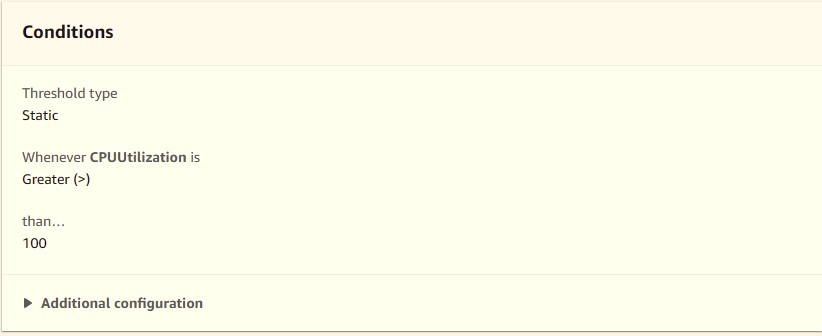 Conditions
Threshold type
Static
Whenever CPUUtilization is
Greater (>)
than…
100
Additional configuration